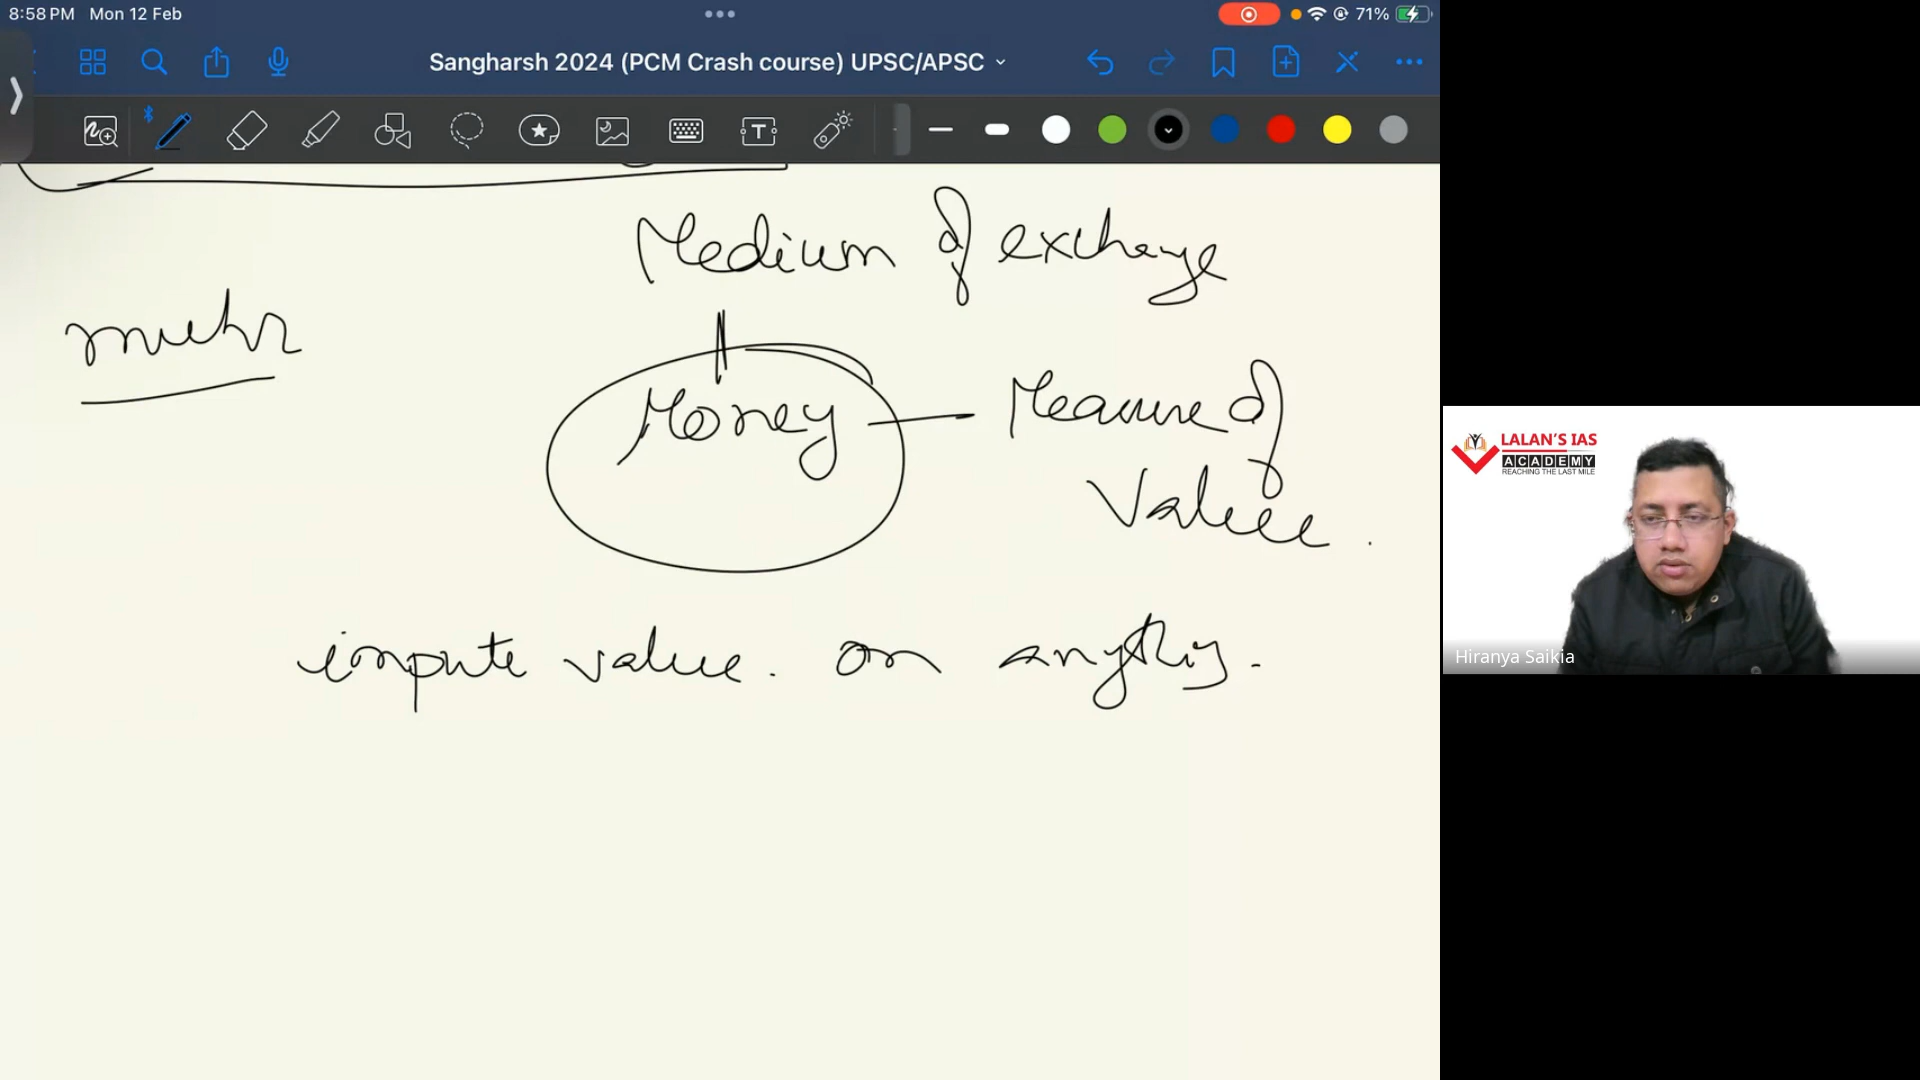 8:58 PM Mon 12 Feb
71%
Sangharsh 2024 (PCM Crash course) UPSC/APSC
T
Medium of exchange
muhr
Money
Measure of
Value.
impute value. on anything.
LALAN'S IAS
ACADEMY
REACHING THE LAST MILE
Hiranya Saikia